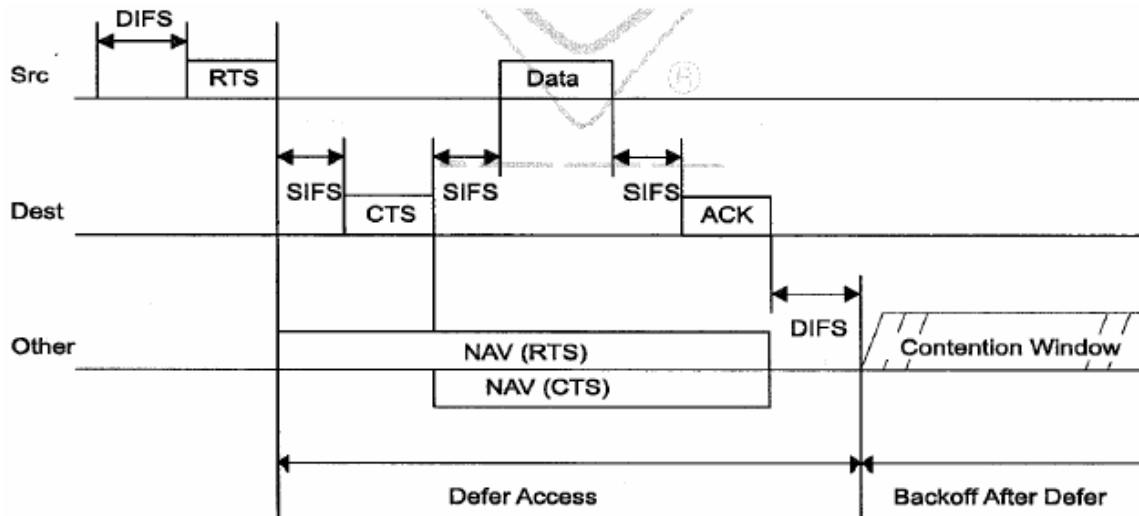 DIFS
Src
RTS
Data
®
SIFS
SIFS
SIFS
Dest
CTS
ACK
DIFS
Other
NAV (RTS)
Contention Window
NAV (CTS)
Defer Access
Backoff After Defer